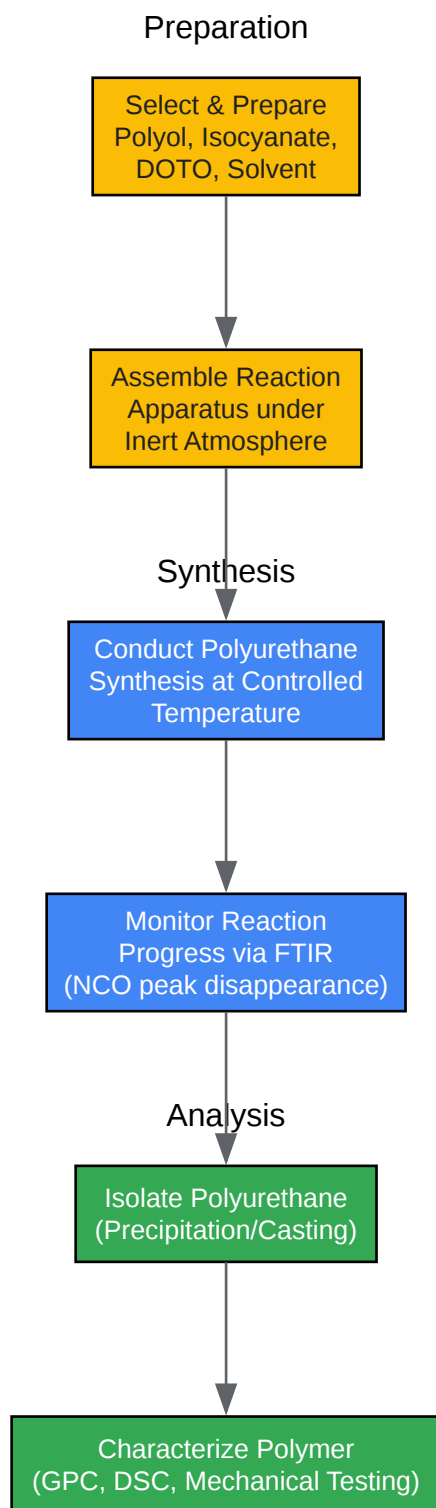 Preparation
Select & Prepare
Polyol, Isocyanate,
DOTO, Solvent
Assemble Reaction
Apparatus under
Inert Atmosphere
Synthesis
Conduct Polyurethane
Synthesis at Controlled
Temperature
Monitor Reaction
Progress via FTIR
(NCO peak disappearance)
Analysis
Isolate Polyurethane
(Precipitation/Casting)
Characterize Polymer
(GPC, DSC, Mechanical Testing)